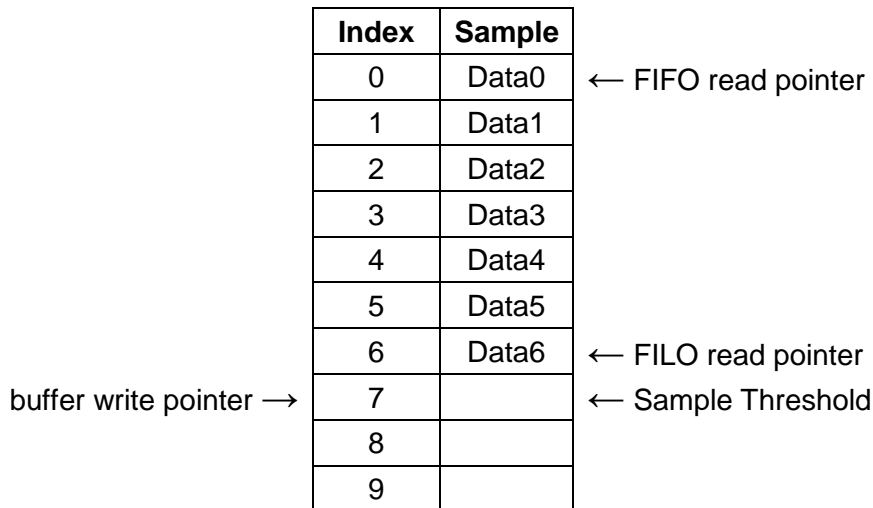 Index Sample
0 Data0 ← FIFO read pointer
1 Data1
2 Data2
3 Data3
4 Data4
5 Data5
6 Data6 ← FILO read pointer
buffer write pointer → 7 ← Sample Threshold
8
9